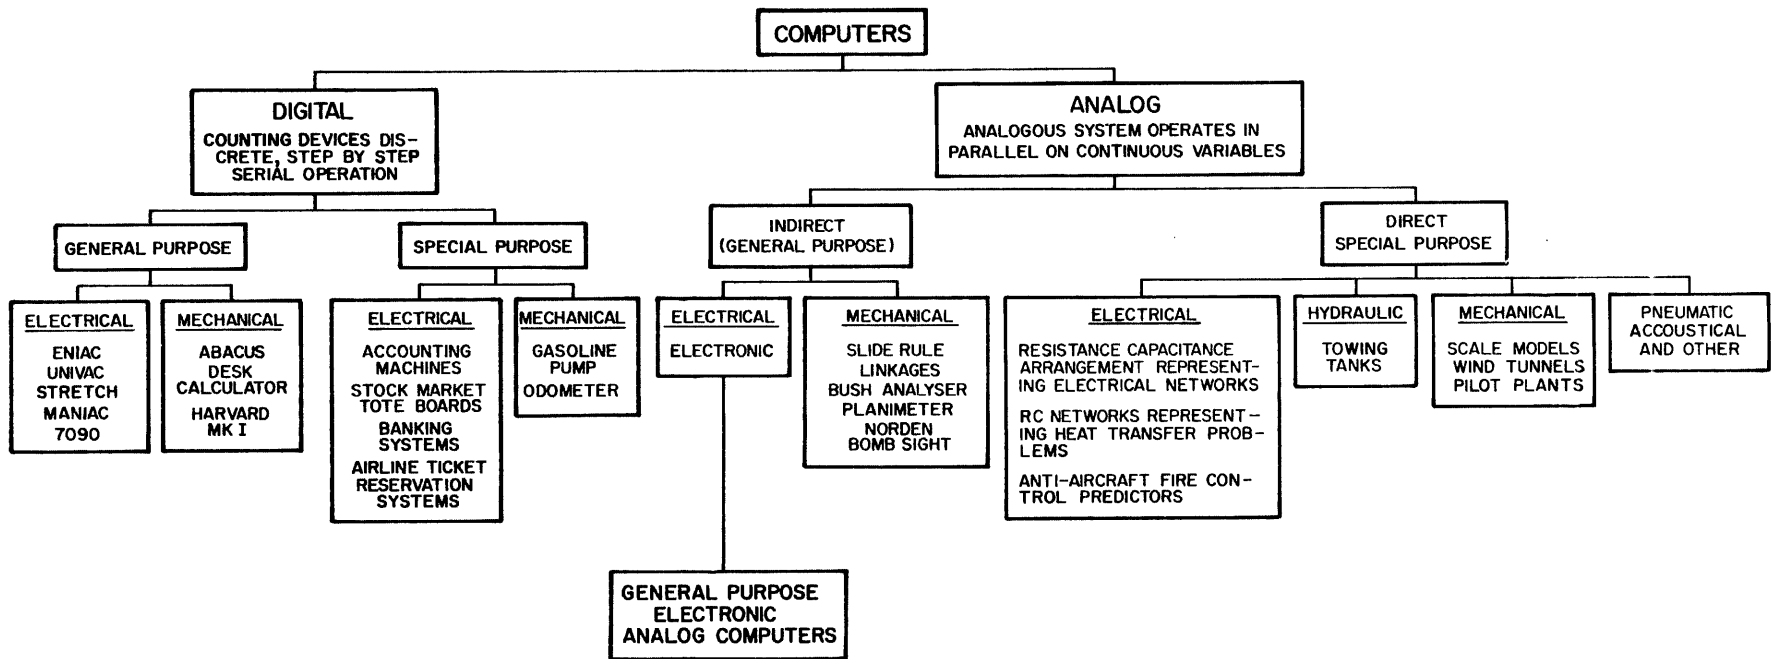 COMPUTERS
DIGITAL
COUNTING DEVICES DIS-
CRETE, STEP BY STEP
SERIAL OPERATION
ANALOG
ANALOGOUS SYSTEM OPERATES IN
PARALLEL ON CONTINUOUS VARIABLES
GENERAL PURPOSE
SPECIAL PURPOSE
INDIRECT
(GENERAL PURPOSE)
DIRECT
SPECIAL PURPOSE
ELECTRICAL
ENIAC
UNIVAC
STRETCH
MANIAC
7090
MECHANICAL
ABACUS
DESK
CALCULATOR
HARVARD
MK I
ELECTRICAL
ACCOUNTING
MACHINES
STOCK MARKET
TOTE BOARDS
BANKING
SYSTEMS
AIRLINE TICKET
RESERVATION
SYSTEMS
MECHANICAL
GASOLINE
PUMP
ODOMETER
ELECTRICAL
ELECTRONIC
MECHANICAL
SLIDE RULE
LINKAGES
BUSH ANALYSER
PLANIMETER
NORDEN
BOMB SIGHT
ELECTRICAL
RESISTANCE CAPACITANCE
ARRANGEMENT REPRESENT-
ING ELECTRICAL NETWORKS
RC NETWORKS REPRESENT-
ING HEAT TRANSFER PROB-
LEMS
ANTI-AIRCRAFT FIRE CON-
TROL PREDICTORS
HYDRAULIC
TOWING
TANKS
MECHANICAL
SCALE MODELS
WIND TUNNELS
PILOT PLANTS
PNEUMATIC
ACCOUSTICAL
AND OTHER
GENERAL PURPOSE
ELECTRONIC
ANALOG COMPUTERS